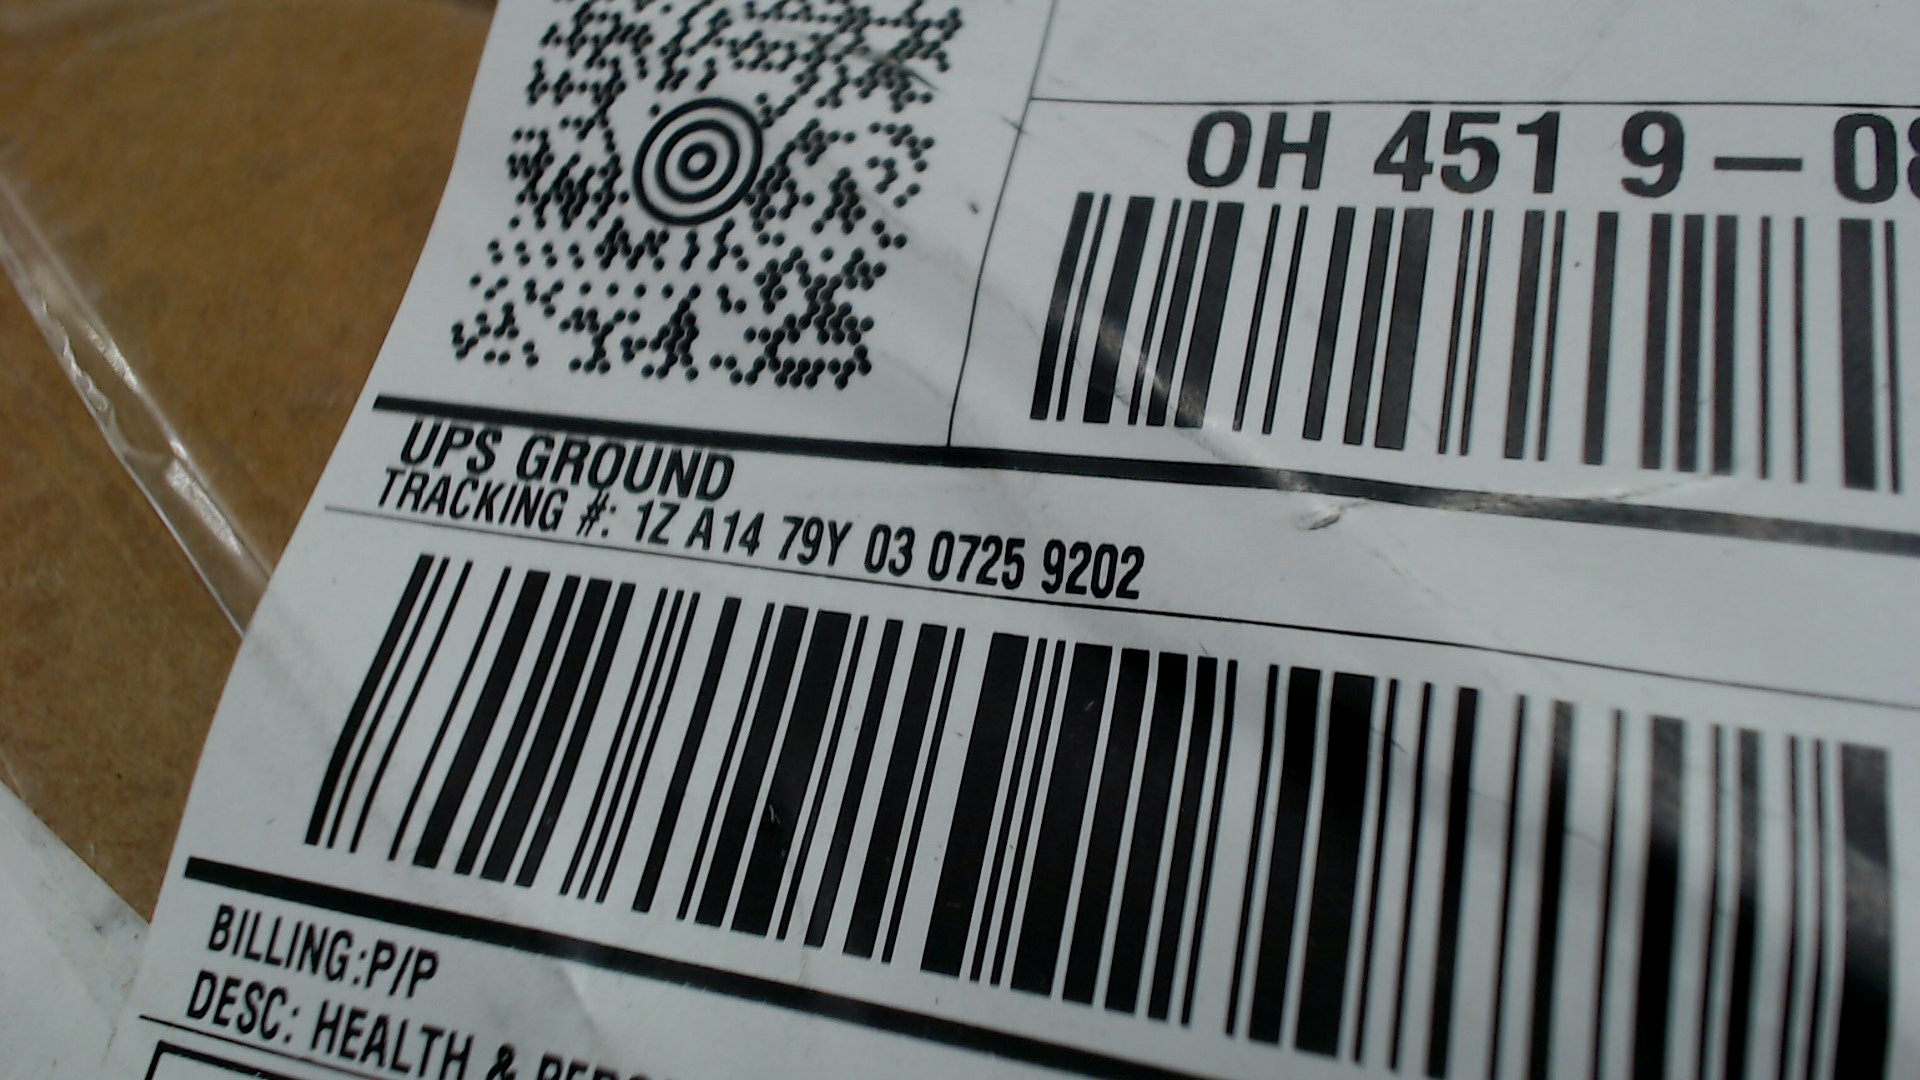 OH 451 9-0
UPS GROUND
TRACKING #: 1Z A14 79Y 03 0725 9202
BILLING:P/P
DESC: HEALTH &